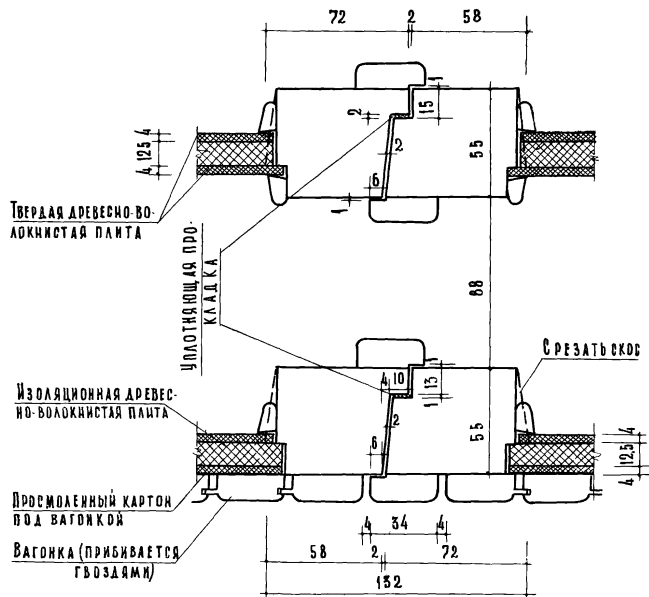 72 2 58
1
15
2
2
6
1
4
12,5
4
55
ТВЕРДАЯ ДРЕВЕСНО-ВО-
ЛОКНИСТАЯ ПЛИТА
УПЛОТНЯЮЩАЯ ПРО-
КЛАДКА
88
СРЕЗАТЬ СКОС
ИЗОЛЯЦИОННАЯ ДРЕВЕС-
НО-ВОЛОКНИСТАЯ ПЛИТА
1
4 10
13
1
2
6
55
4
12,5
4
ПРОСМОЛЕННЫЙ КАРТОН
ПОД ВАГОНКОЙ
ВАГОНКА (ПРИБИВАЕТСЯ
ГВОЗДЯМИ)
4 34 4
58 2 72
132